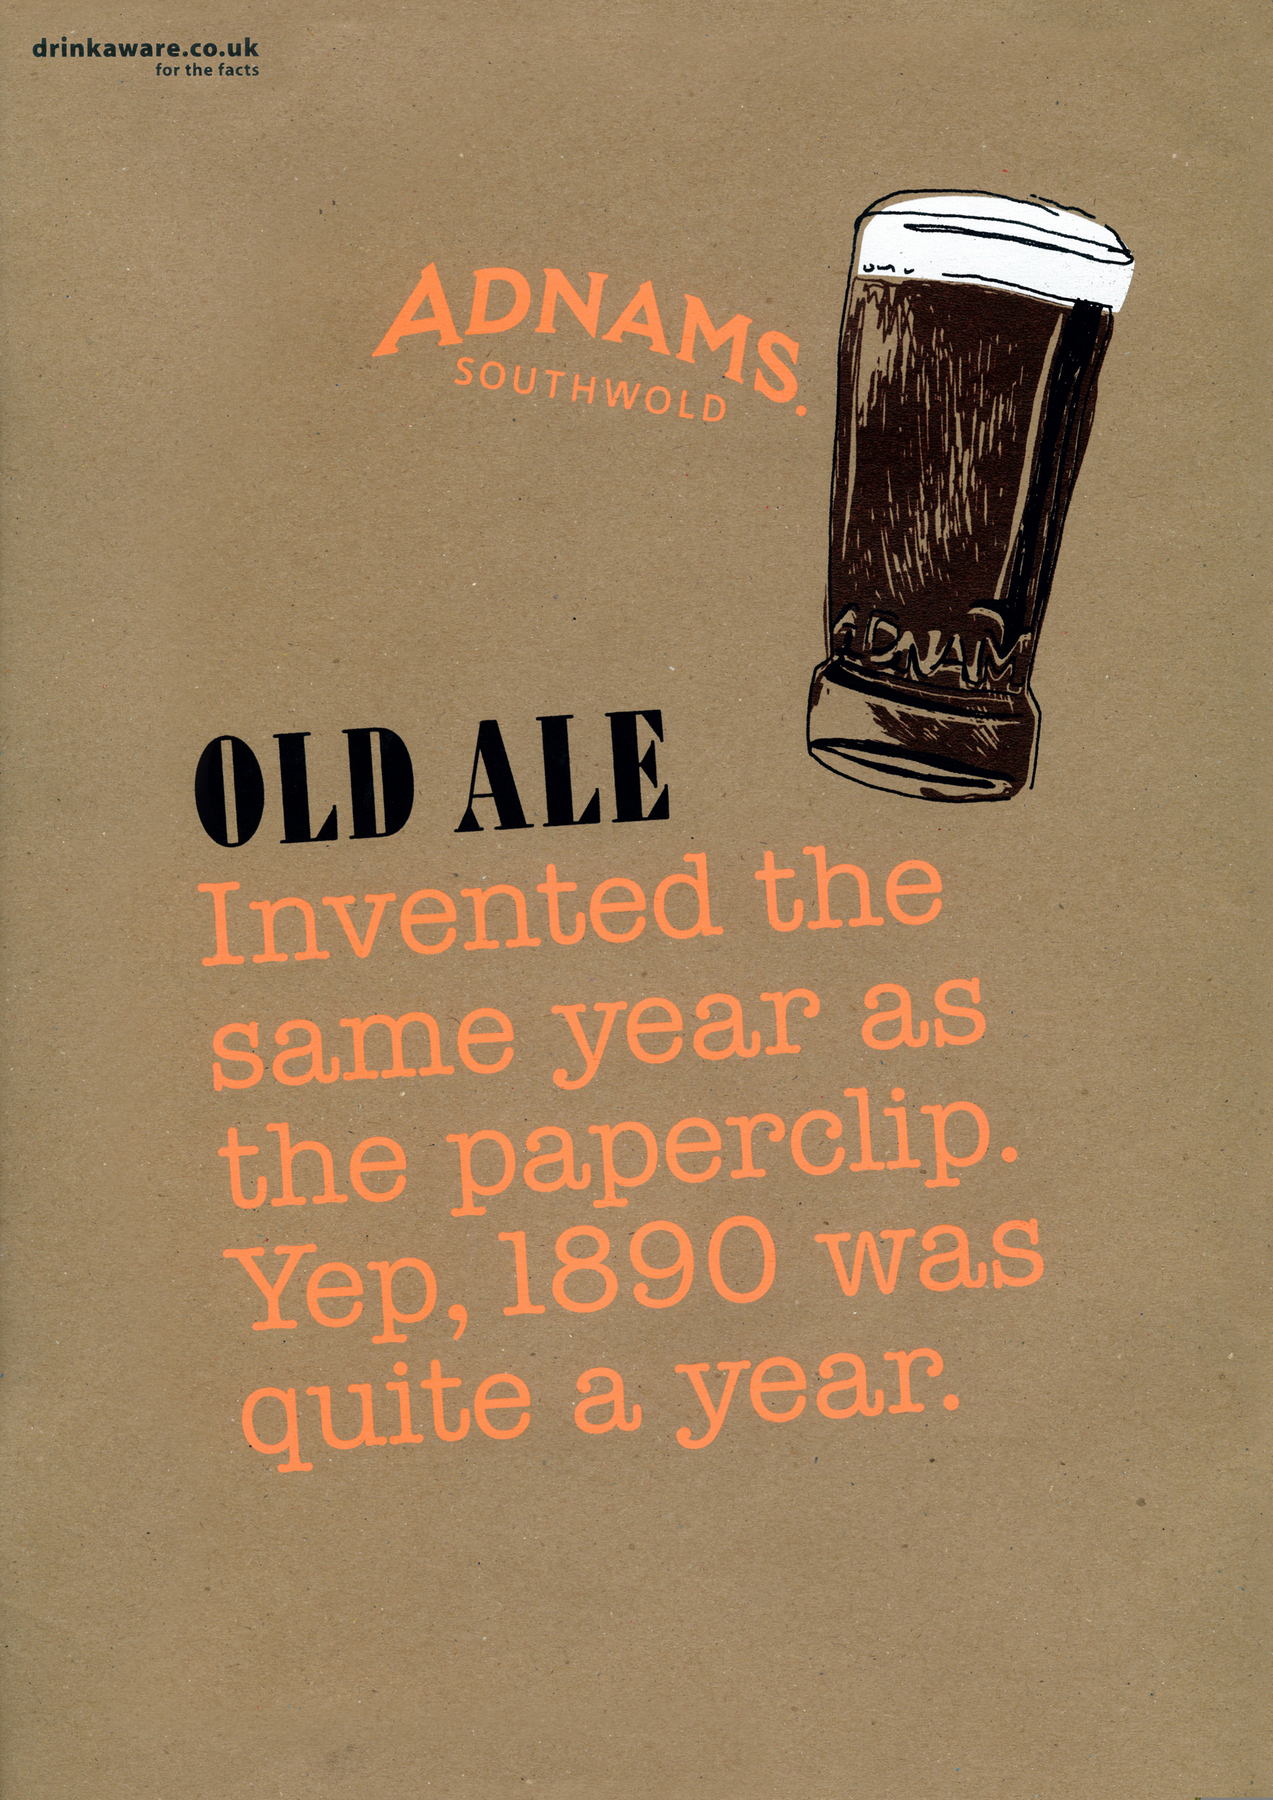 drinkaware.co.uk
for the facts
ADNAMS.
SOUTHWOLD
ADNAM
OLD ALE
Invented the
same year as
the paperclip.
Yep, 1890 was
quite a year.